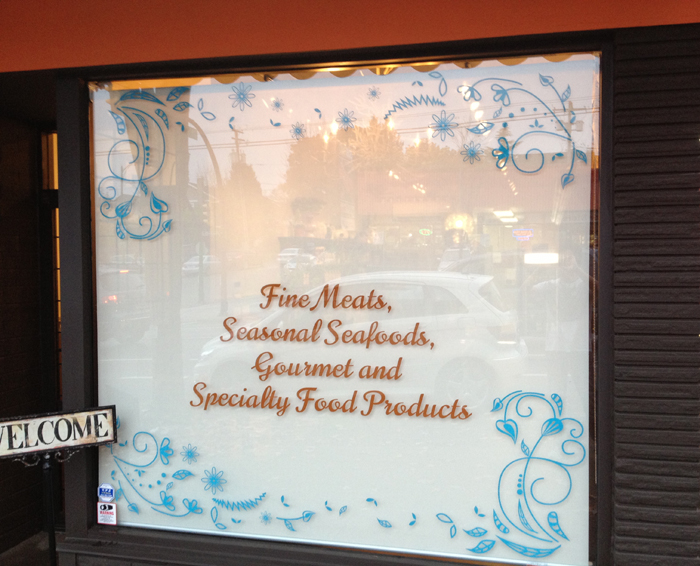 Fine Meats,
Seasonal Seafoods,
Gourmet and
Specialty Food Products
WELCOME